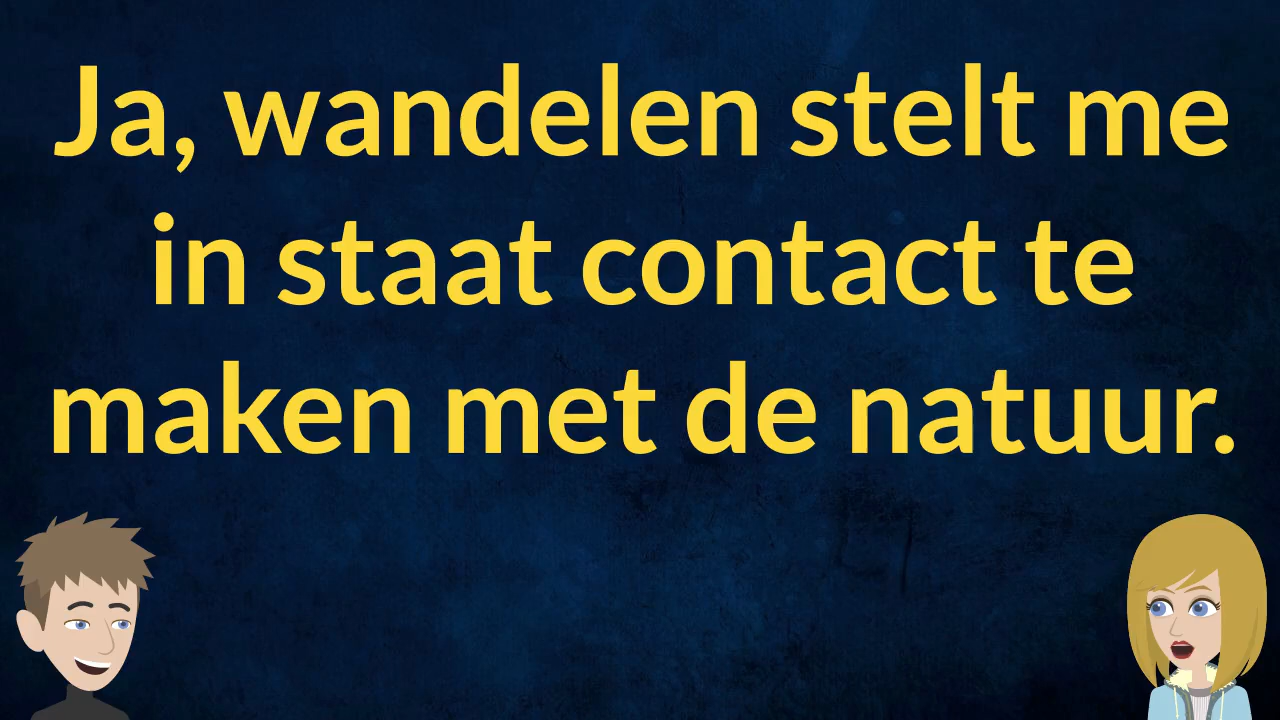 Ja, wandelen stelt me
in staat contact te
maken met de natuur.